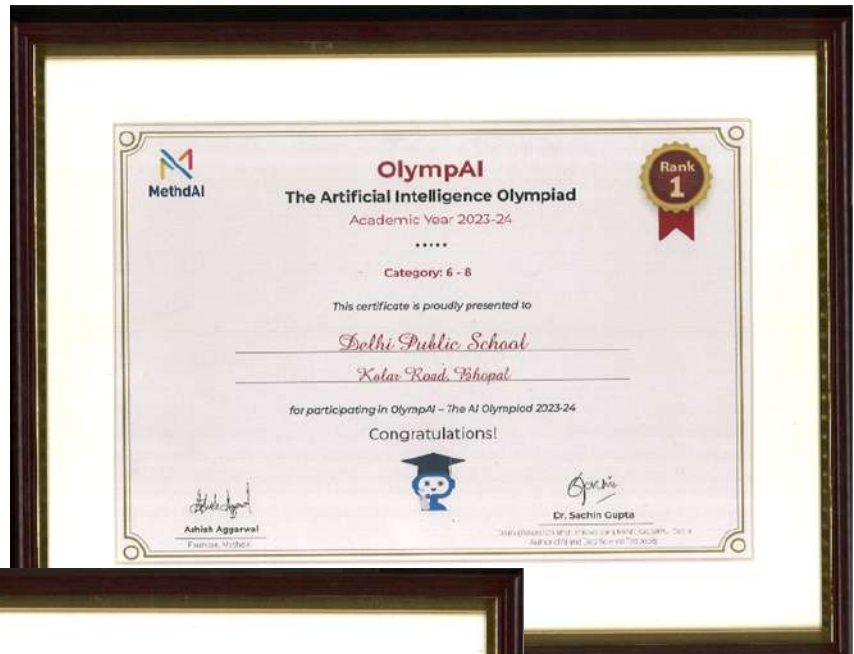 MethdAI
OlympAI
The Artificial Intelligence Olympiad
Academic Year 2023-24
Rank
1
Category: 6 - 8
This certificate is proudly presented to
Delhi Public School
Kolar Road, Bhopal
for participating in OlympAI – The AI Olympiad 2023-24
Congratulations!
Ashish Aggarwal
Founder, MethdAI
Dr. Sachin Gupta